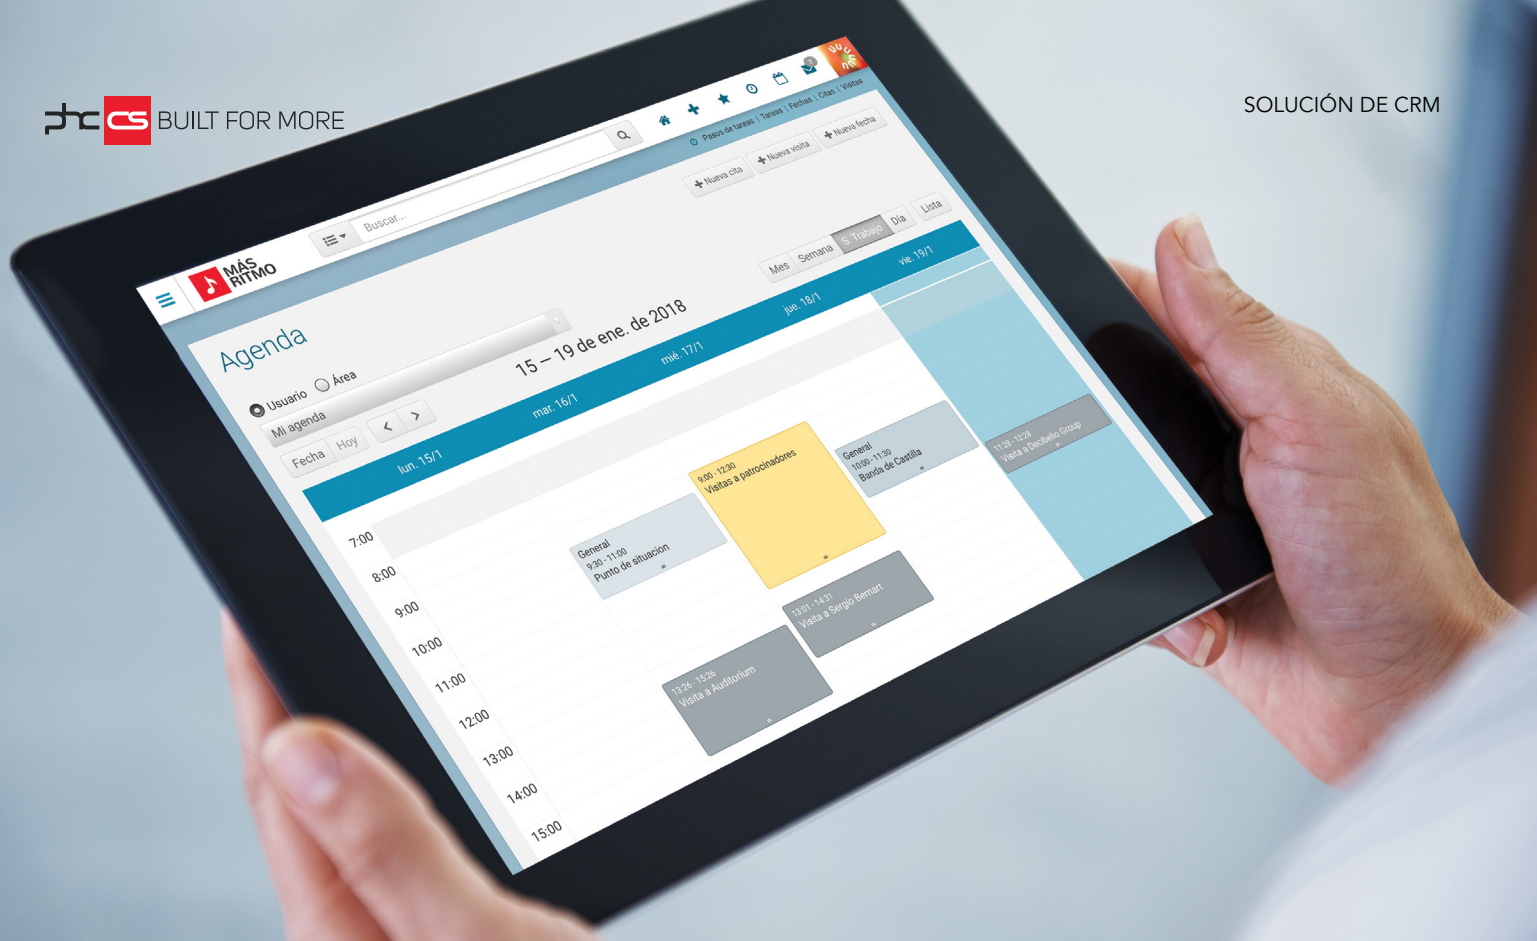 phc cs BUILT FOR MORE
SOLUCIÓN DE CRM
MÁS
RITMO
Buscar...
7
Pasos de tareas | Tareas | Fechas | Citas | Visitas
Agenda
+ Nueva cita
+ Nueva visita
+ Nueva fecha
Usuario
Área
Mi agenda
Fecha
Hoy
15 – 19 de ene. de 2018
Mes
Semana
S. Trabajo
Día
Lista
lun. 15/1
mar. 16/1
mié. 17/1
jue. 18/1
vie. 19/1
7:00
8:00
9:00
10:00
11:00
12:00
13:00
14:00
15:00
General
9:30 - 11:00
Punto de situacion
13:26 - 15:26
Visita a Auditorium
9:00 - 12:30
Visitas a patrocinadores
13:01 - 14:31
Visita a Sergio Bernart
General
10:00 - 11:30
Banda de Castilla
11:28 - 12:28
Visita a Decibelio Group